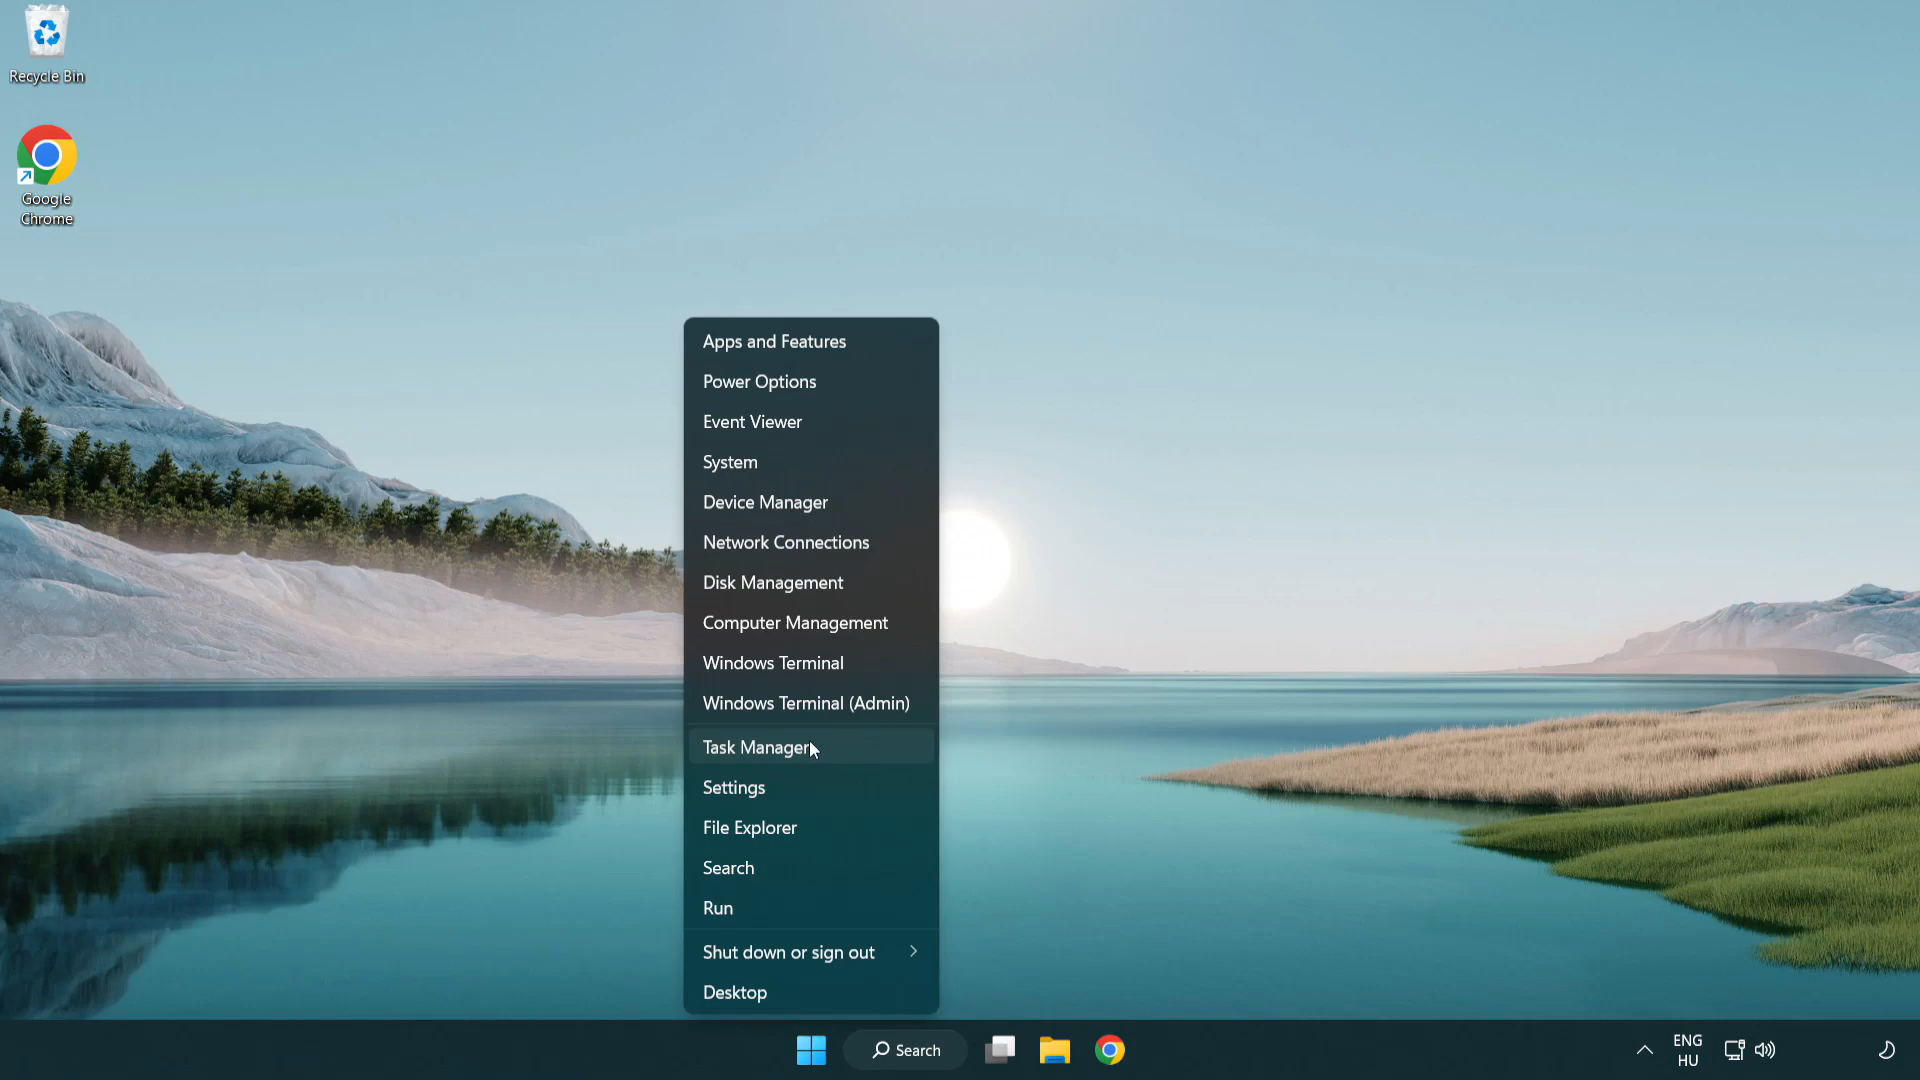 Recycle Bin
Google
Chrome
Apps and Features
Power Options
Event Viewer
System
Device Manager
Network Connections
Disk Management
Computer Management
Windows Terminal
Windows Terminal (Admin)
Task Manager
Settings
File Explorer
Search
Run
Shut down or sign out
Desktop
Search
ENG
HU